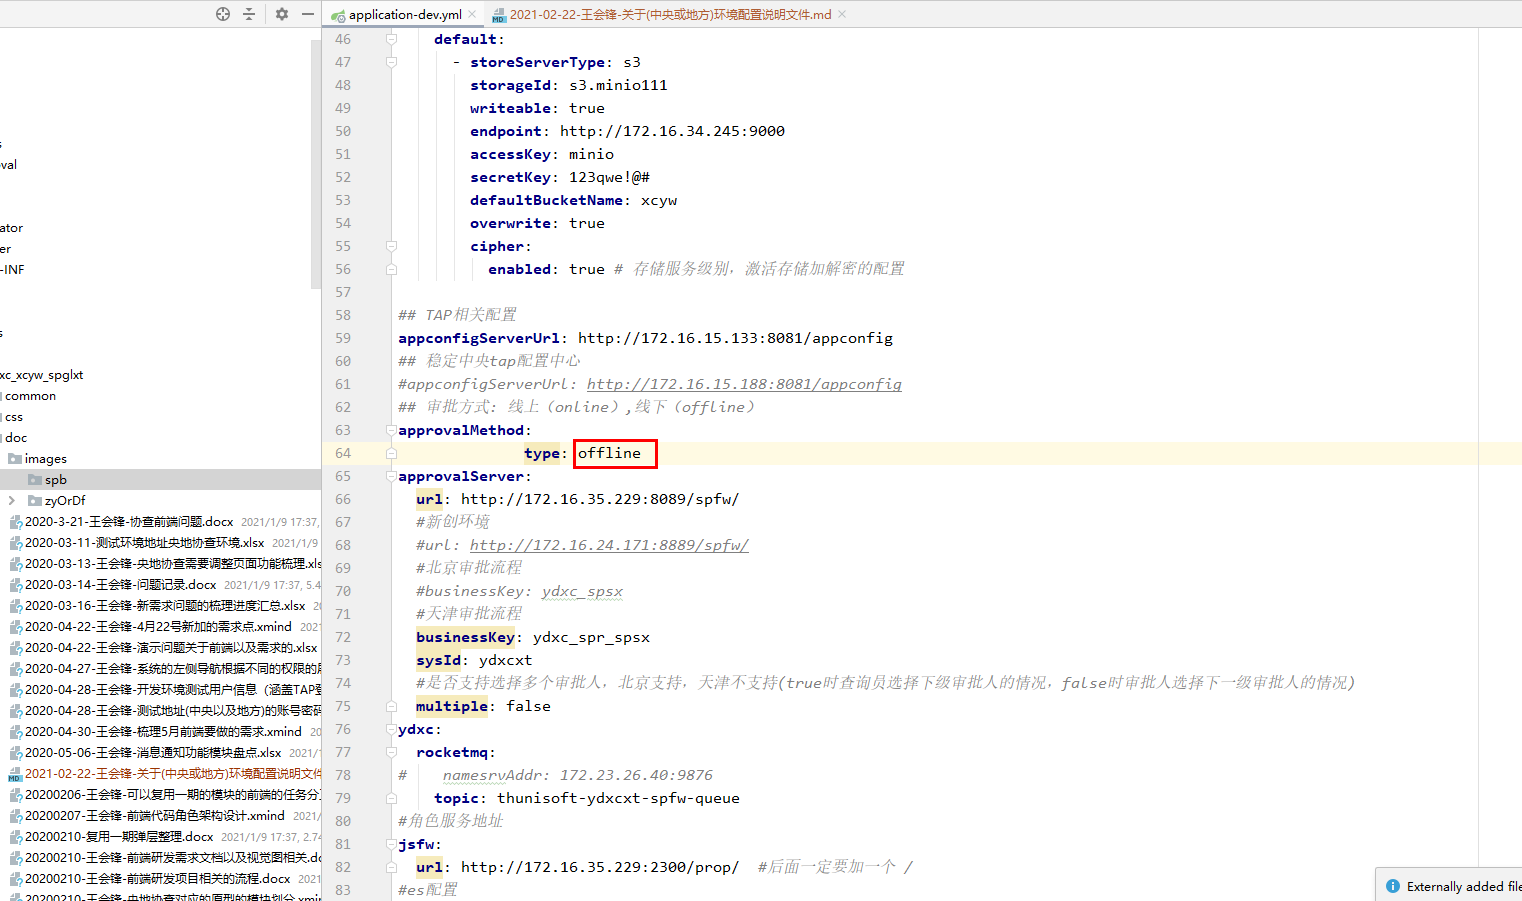 application-dev.yml
2021-02-22-王会锋-关于(中央或地方)环境配置说明文件.md
val
ator
er
-INF
xc_xcyw_spglxt
common
css
doc
images
spb
zyOrDf
2020-3-21-王会锋-协查前端问题.docx 2021/1/9 17:37,
2020-03-11-测试环境地址央地协查环境.xlsx 2021/1/9
2020-03-13-王会锋-央地协查需要调整页面功能梳理.xls
2020-03-14-王会锋-问题记录.docx 2021/1/9 17:37, 5.4
2020-03-16-王会锋-新需求问题的梳理进度汇总.xlsx 20
2020-04-22-王会锋-4月22号新加的需求点.xmind 2021
2020-04-22-王会锋-演示问题关于前端以及需求的.xlsx
2020-04-27-王会锋-系统的左侧导航根据不同的权限的
2020-04-28-王会锋-开发环境测试用户信息（涵盖TAP
2020-04-28-王会锋-测试地址(中央以及地方)的账号密码
2020-04-30-王会锋-梳理5月前端要做的需求.xmind 20
2020-05-06-王会锋-消息通知功能模块盘点.xlsx 2021/1
2021-02-22-王会锋-关于(中央或地方)环境配置说明文件
20200206-王会锋-可以复用一期的模块的前端的任务分
20200207-王会锋-前端代码角色架构设计.xmind 2021/
20200210-复用一期弹层整理.docx 2021/1/9 17:37, 2.74
20200210-王会锋-前端研发需求文档以及视觉图相关.do
20200210-王会锋-前端研发项目相关的流程.docx 2021
20200210-王会锋-央地协查对应的原型的模块划分.xmin
46 default:
47 - storeServerType: s3
48 storageId: s3.minio111
49 writeable: true
50 endpoint: http://172.16.34.245:9000
51 accessKey: minio
52 secretKey: 123qwe!@#
53 defaultBucketName: xcyw
54 overwrite: true
55 cipher:
56 enabled: true # 存储服务级别，激活存储加解密的配置
57
58 ## TAP相关配置
59 appconfigServerUrl: http://172.16.15.133:8081/appconfig
60 ## 稳定中央tap配置中心
61 #appconfigServerUrl: http://172.16.15.188:8081/appconfig
62 ## 审批方式: 线上（online）,线下（offline）
63 approvalMethod:
64 type: offline
65 approvalServer:
66 url: http://172.16.35.229:8089/spfw/
67 #新创环境
68 #url: http://172.16.24.171:8889/spfw/
69 #北京审批流程
70 #businessKey: ydxc_spsx
71 #天津审批流程
72 businessKey: ydxc_spr_spsx
73 sysId: ydxcxt
74 #是否支持选择多个审批人，北京支持，天津不支持(true时查询员选择下级审批人的情况，false时审批人选择下一级审批人的情况)
75 multiple: false
76 ydxc:
77 rocketmq:
78 # namesrvAddr: 172.23.26.40:9876
79 topic: thunisoft-ydxcxt-spfw-queue
80 #角色服务地址
81 jsfw:
82 url: http://172.16.35.229:2300/prop/ #后面一定要加一个 /
83 #es配置
Externally added file